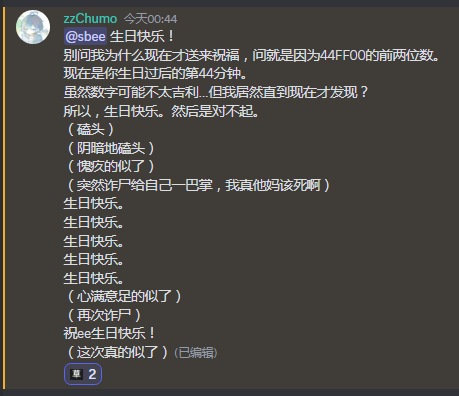 zzChumo 今天00:44
@sbee 生日快乐！
别问我为什么现在才送来祝福，问就是因为44FF00的前两位数。
现在是你生日过后的第44分钟。
虽然数字可能不太吉利...但我居然直到现在才发现？
所以，生日快乐。然后是对不起。
（磕头）
（阴暗地磕头）
（愧疚的似了）
（突然诈尸给自己一巴掌，我真他妈该死啊）
生日快乐。
生日快乐。
生日快乐。
生日快乐。
生日快乐。
（心满意足的似了）
（再次诈尸）
祝ee生日快乐！
（这次真的似了）(已编辑)
草 2